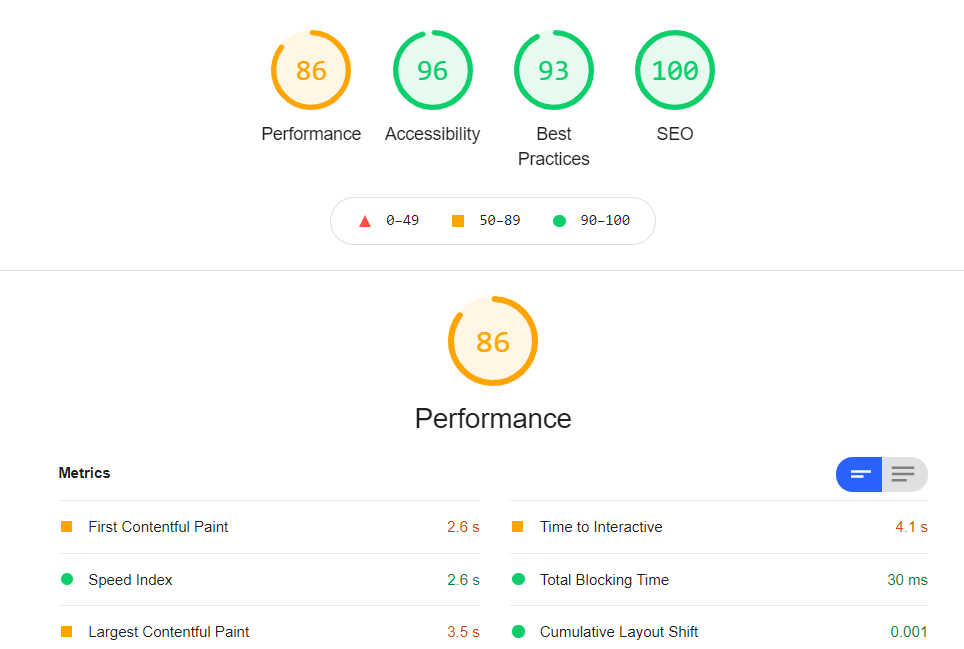 86 96 93 100
Performance Accessibility Best Practices SEO
0–49 50–89 90–100
86
Performance
Metrics
First Contentful Paint 2.6 s
Time to Interactive 4.1 s
Speed Index 2.6 s
Total Blocking Time 30 ms
Largest Contentful Paint 3.5 s
Cumulative Layout Shift 0.001